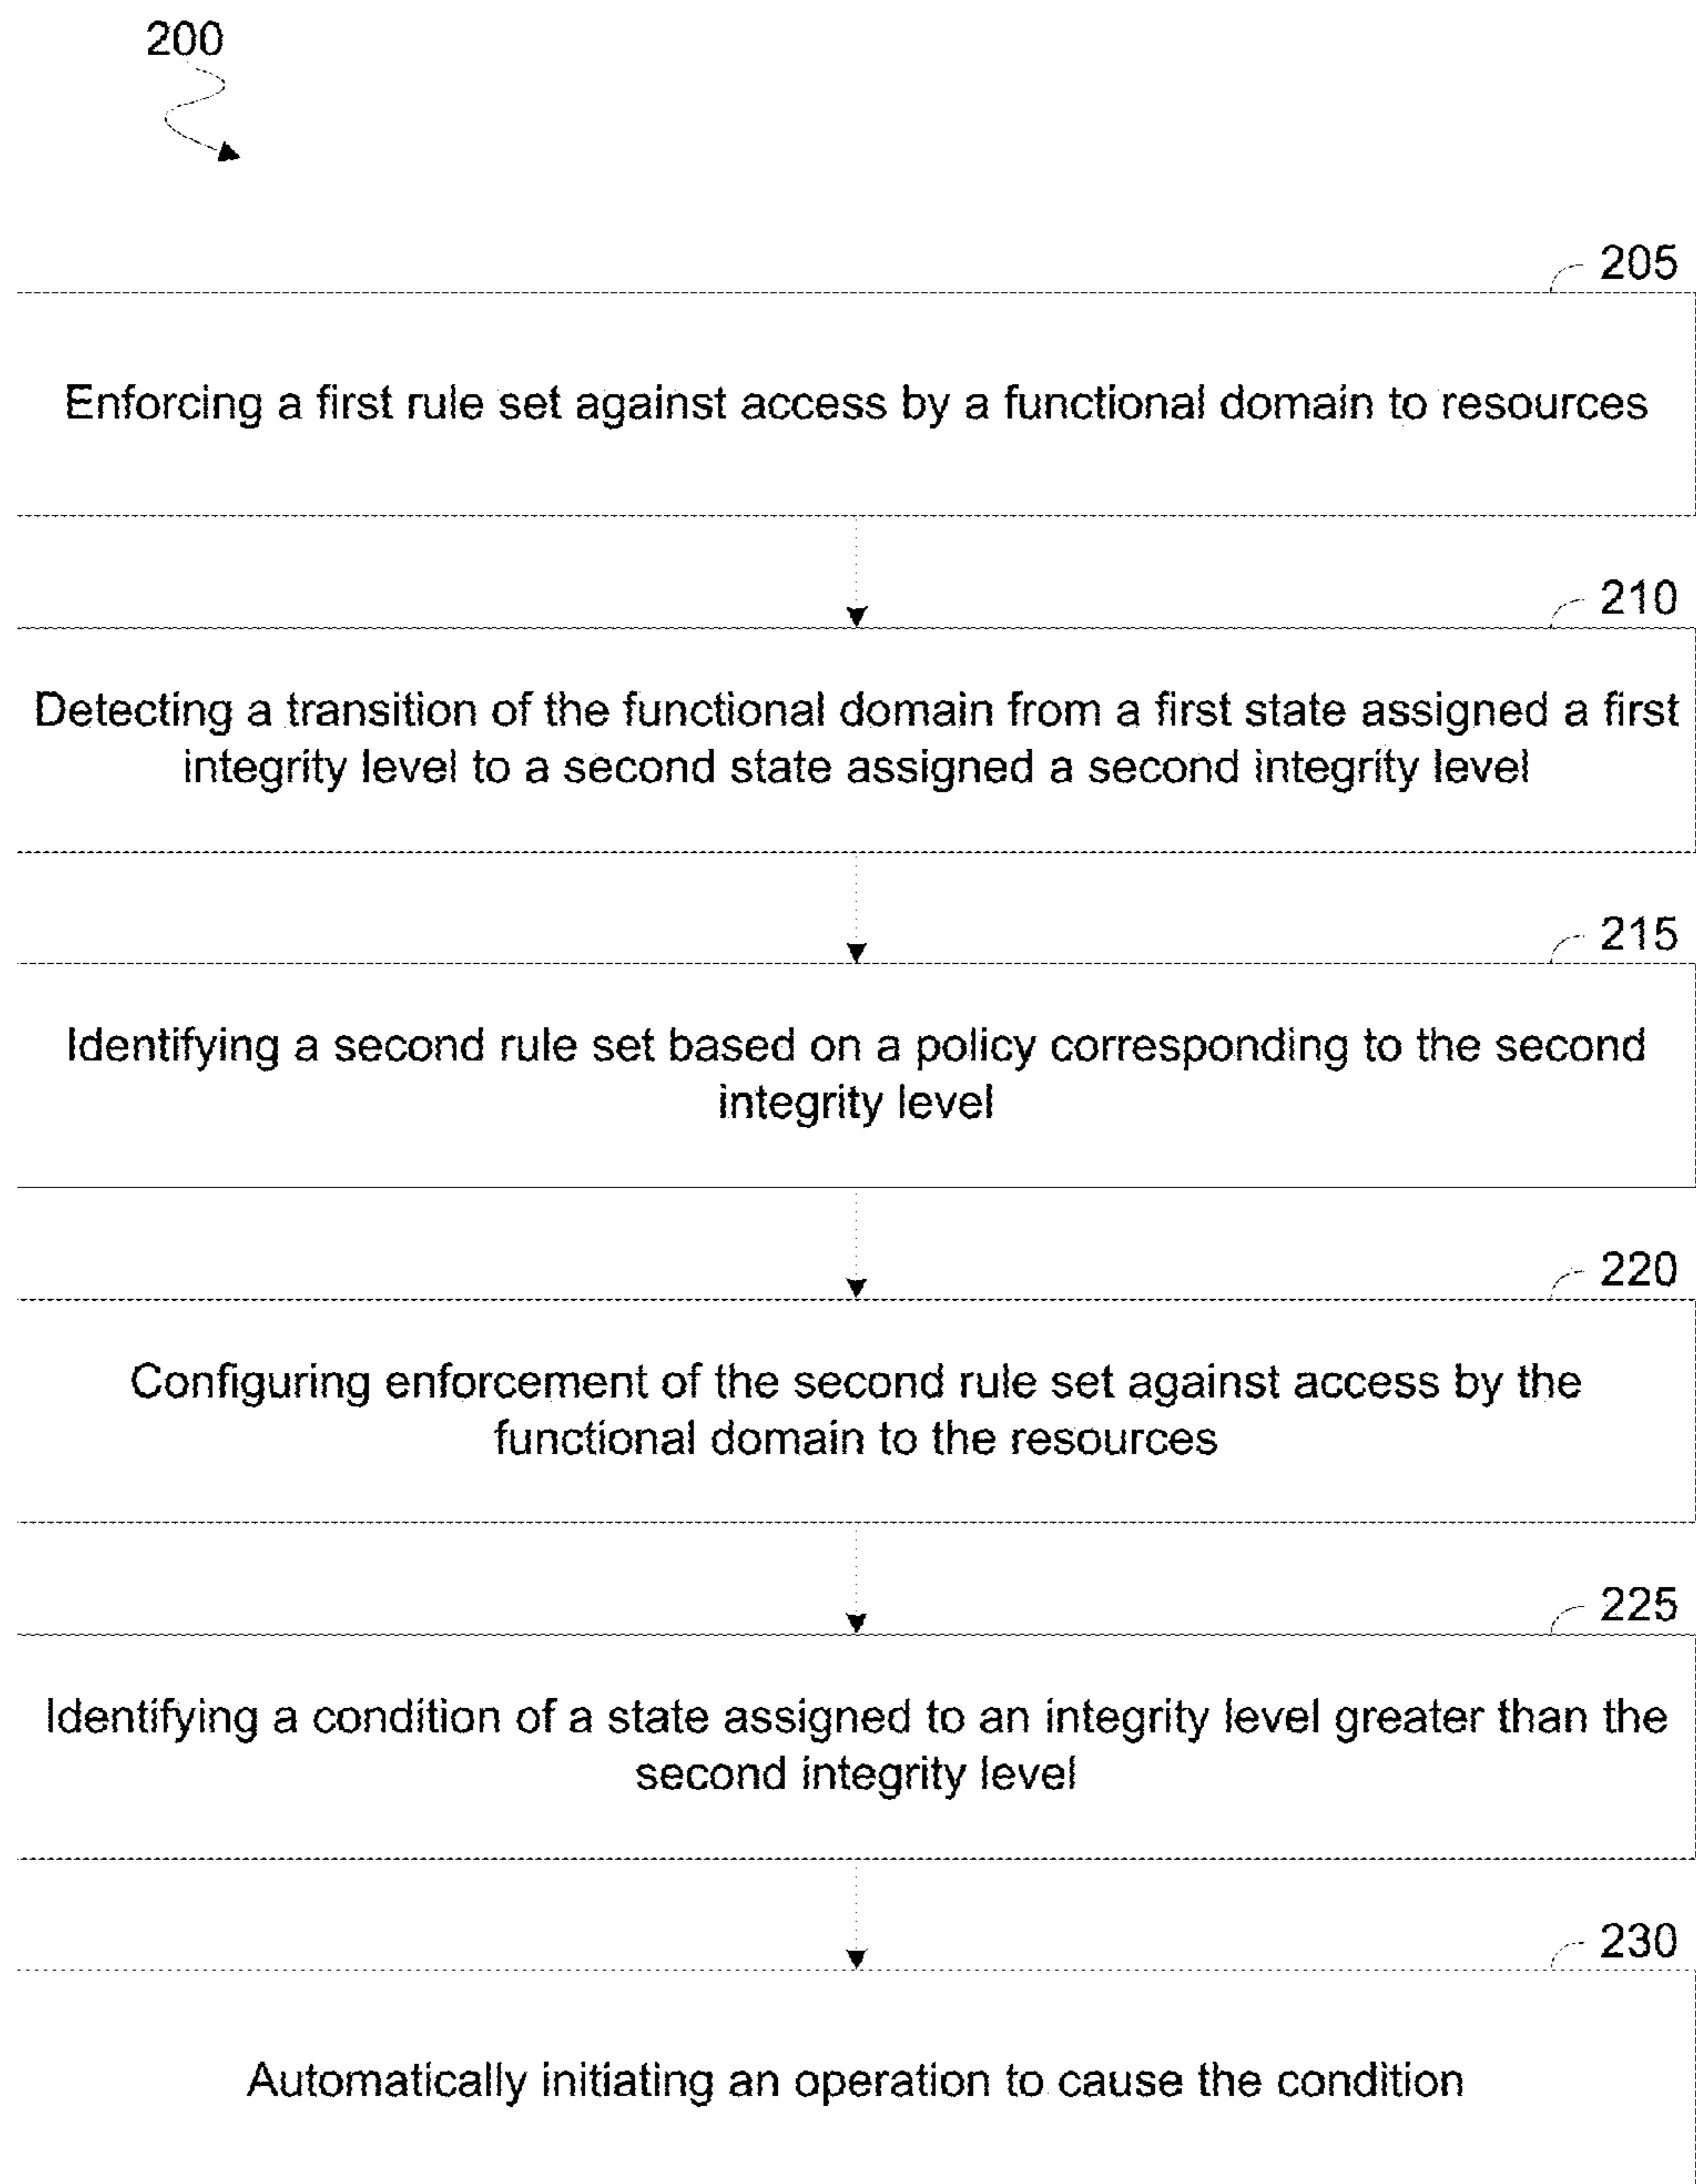 200
205
Enforcing a first rule set against access by a functional domain to resources
210
Detecting a transition of the functional domain from a first state assigned a first
integrity level to a second state assigned a second integrity level
215
Identifying a second rule set based on a policy corresponding to the second
integrity level
220
Configuring enforcement of the second rule set against access by the
functional domain to the resources
225
Identifying a condition of a state assigned to an integrity level greater than the
second integrity level
230
Automatically initiating an operation to cause the condition